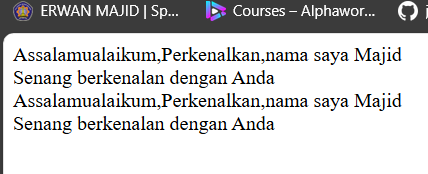 ERWAN MAJID | Sp... Courses – Alphawor...
Assalamualaikum,Perkenalkan,nama saya Majid
Senang berkenalan dengan Anda
Assalamualaikum,Perkenalkan,nama saya Majid
Senang berkenalan dengan Anda